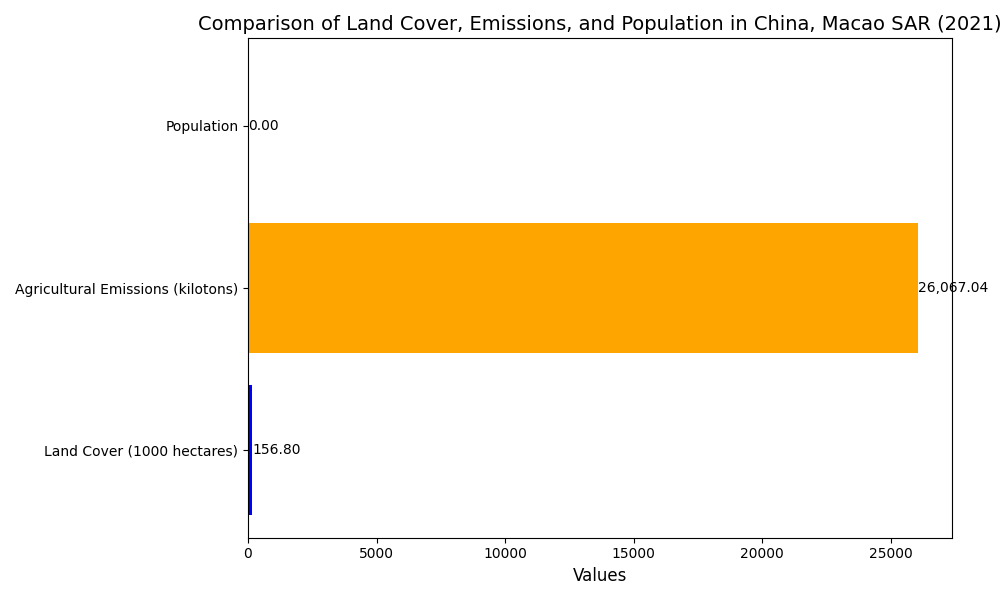 Comparison of Land Cover, Emissions, and Population in China, Macao SAR (2021)
Population
0.00
Agricultural Emissions (kilotons)
26,067.04
Land Cover (1000 hectares)
156.80
0 5000 10000 15000 20000 25000
Values